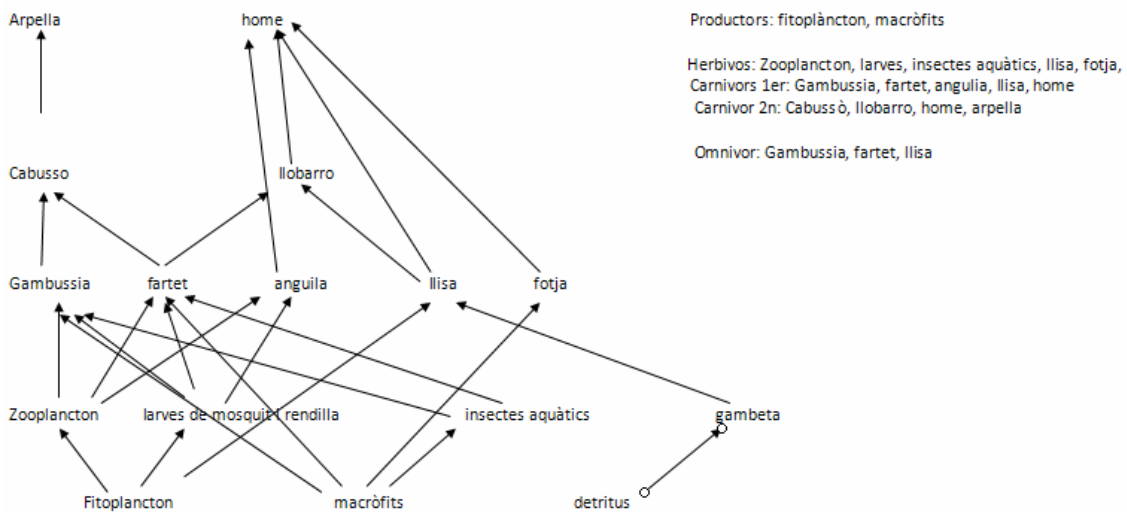 Arpella home
Productors: fitoplàncton, macròfits
Herbivos: Zooplancton, larves, insectes aquàtics, llisa, fotja,
Carnivors 1er: Gambussia, fartet, angulia, llisa, home
Carnivor 2n: Cabussò, llobarro, home, arpella
Omnivor: Gambussia, fartet, llisa
Cabusso llobarro
Gambussia fartet anguila llisa fotja
Zooplancton larves de mosquit i rendilla insectes aquàtics gambeta
Fitoplancton macròfits detritus